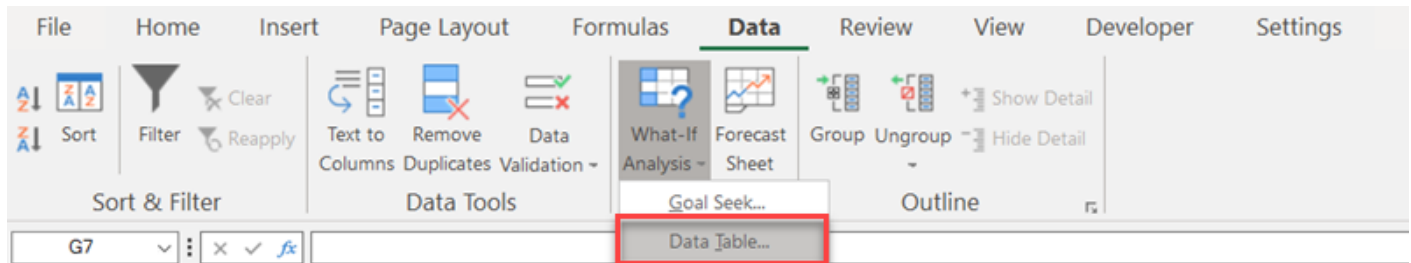 File Home Insert Page Layout Formulas Data Review View Developer Settings
A Z Z A A Z Clear
Z A Sort Filter Reapply Text to Remove Data What-If Forecast Group Ungroup Show Detail
Columns Duplicates Validation Analysis Sheet Hide Detail
Sort & Filter Data Tools Goal Seek... Outline
G7 fx Data Table...